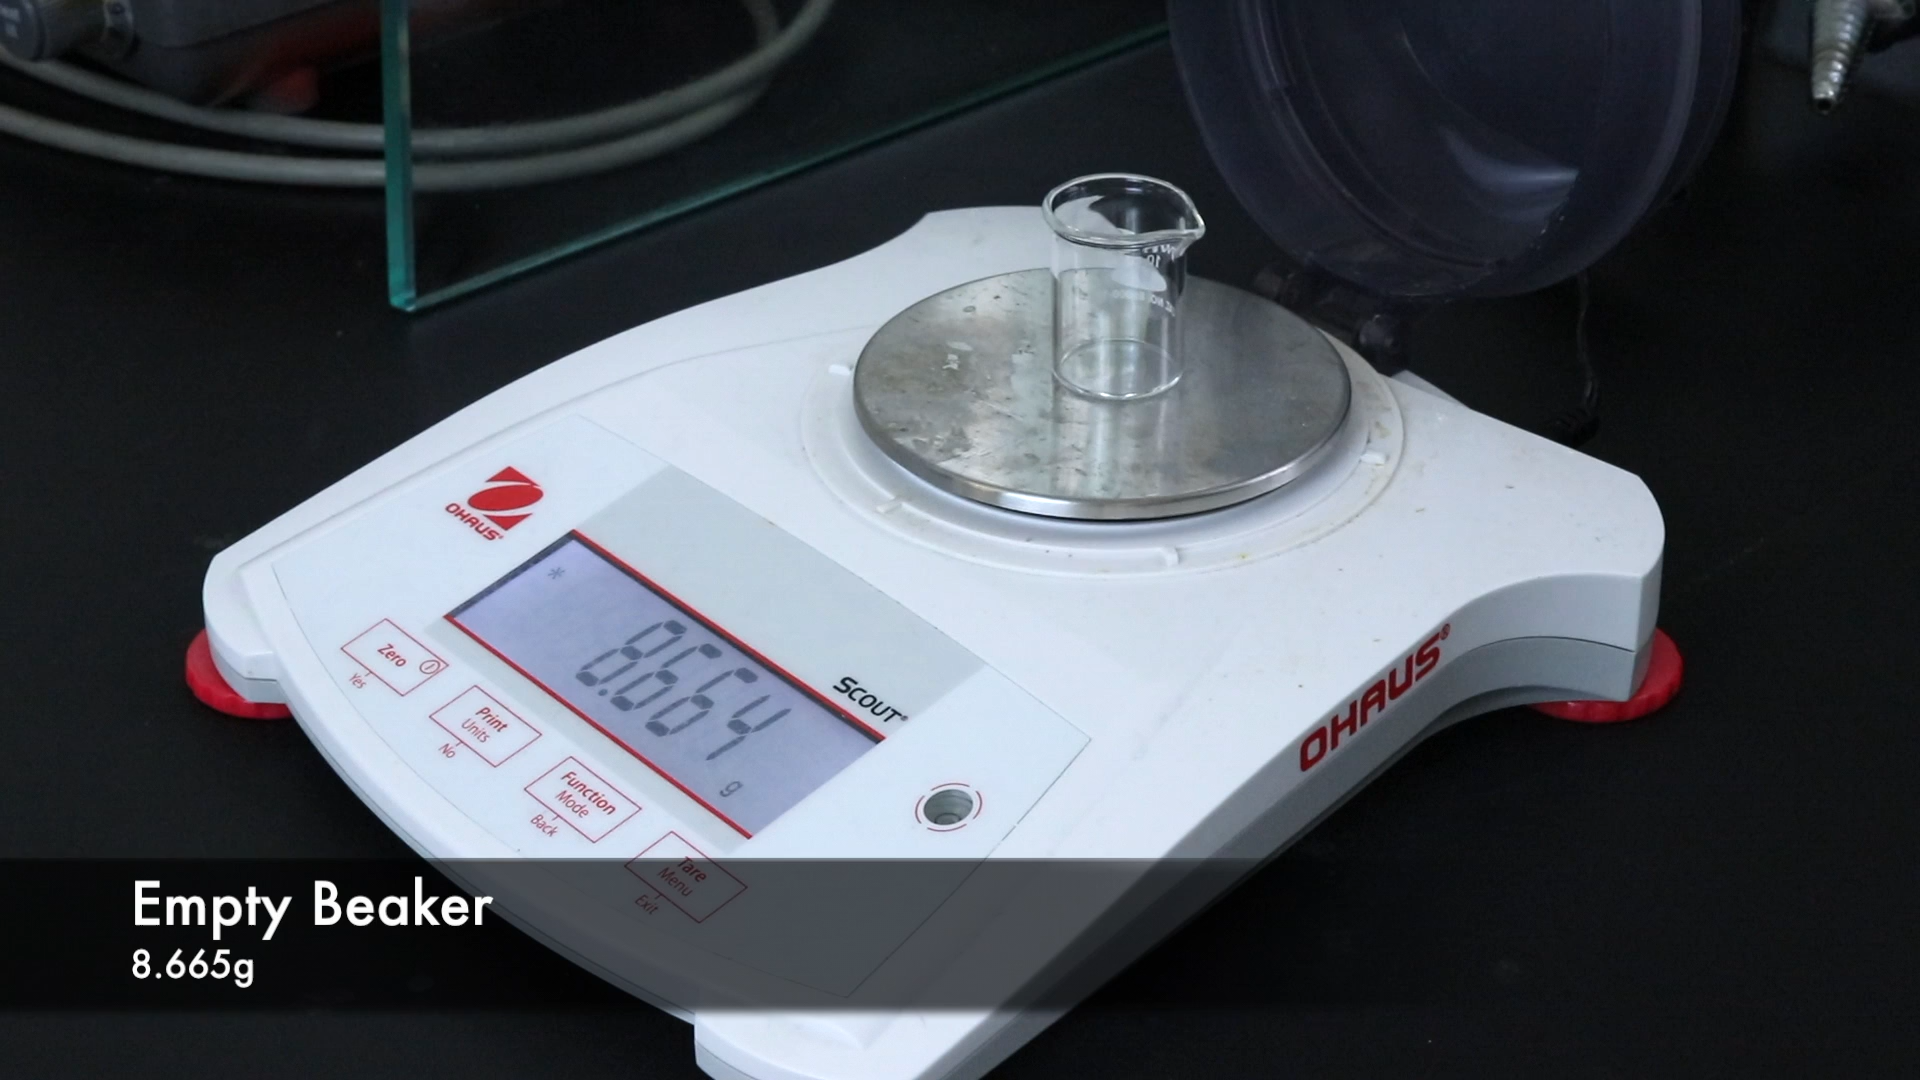 10
OHAUS®
*
8.664
g
SCOUT®
Zero
Yes
Print
Units
No
Function
Mode
Back
Tare
Menu
Exit
OHAUS®
Empty Beaker
8.665g